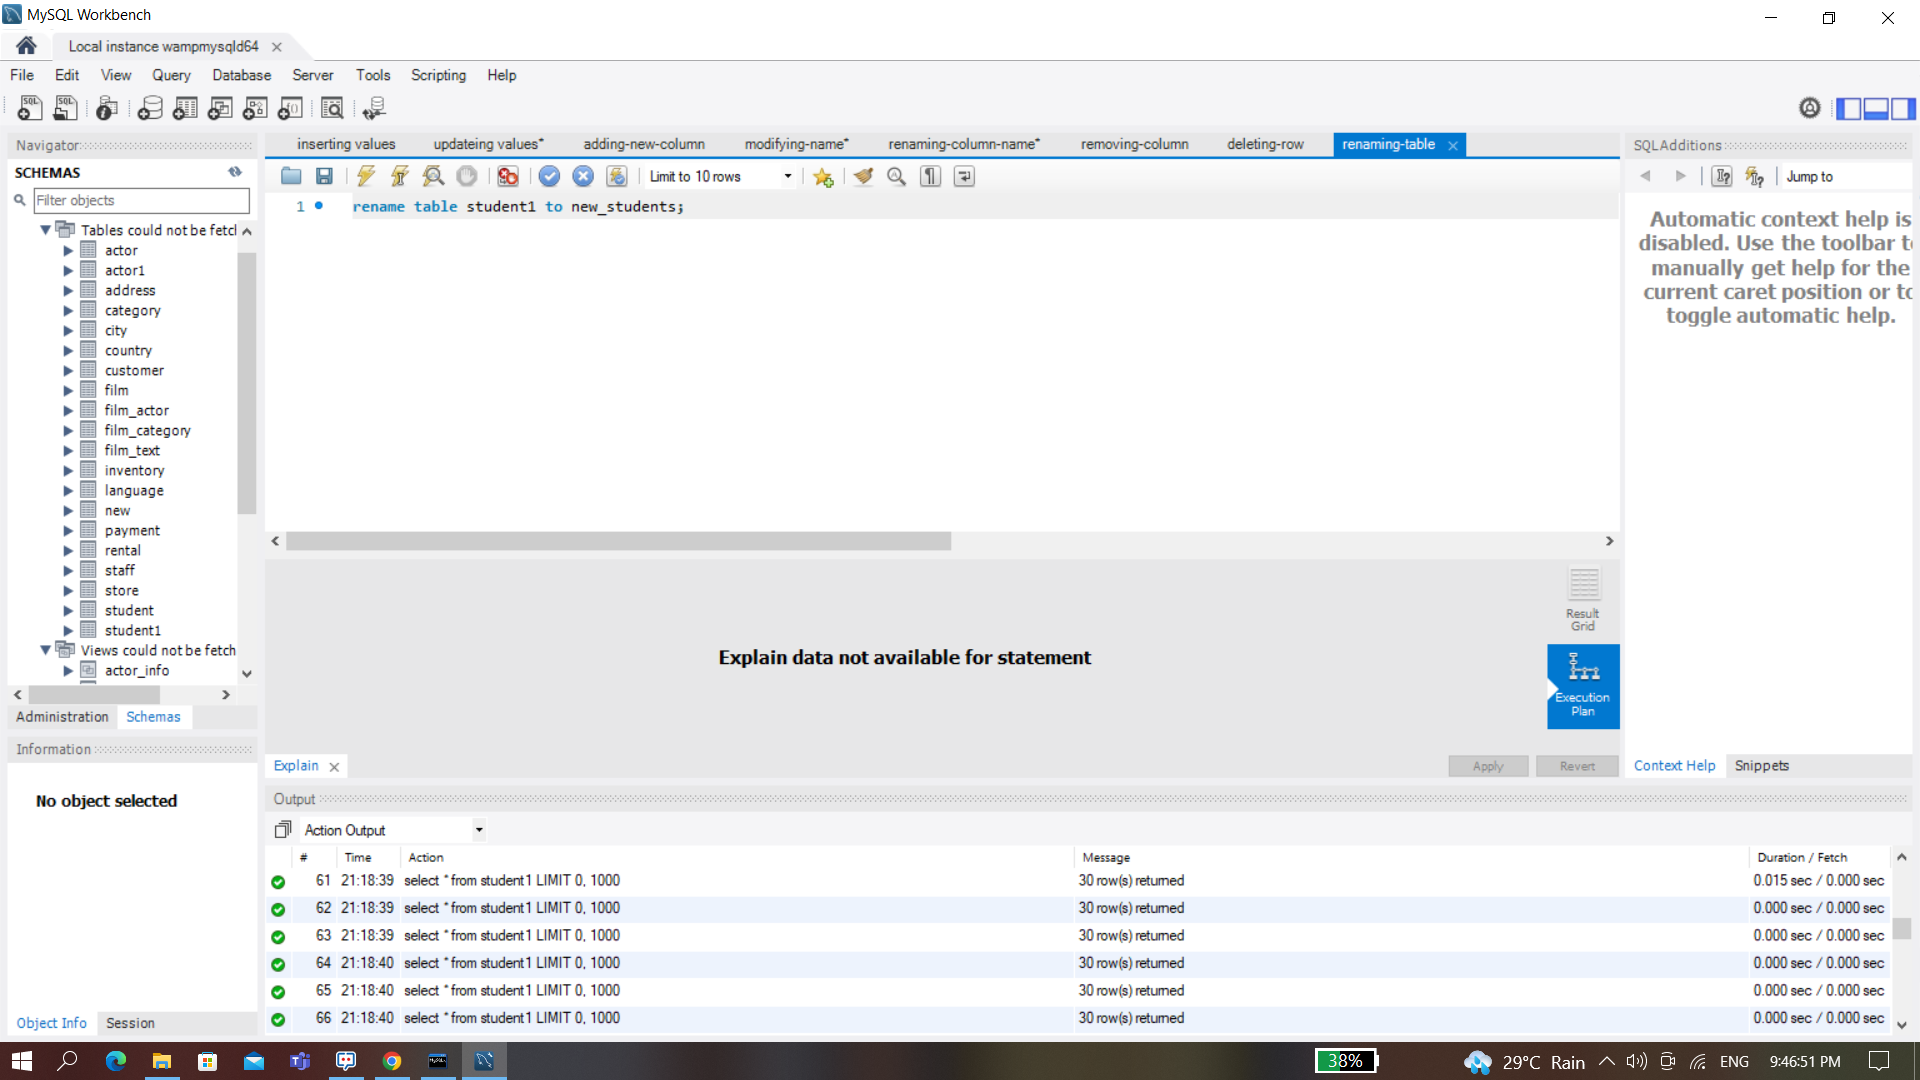 MySQL Workbench
Local instance wampmysqld64
File Edit View Query Database Server Tools Scripting Help
Navigator
SCHEMAS
Filter objects
Tables could not be fetcl
actor
actor1
address
category
city
country
customer
film
film_actor
film_category
film_text
inventory
language
new
payment
rental
staff
store
student
student1
Views could not be fetch
actor_info
Administration Schemas
Information
No object selected
Object Info Session
inserting values updateing values* adding-new-column modifying-name* renaming-column-name* removing-column deleting-row renaming-table
Limit to 10 rows
1 rename table student1 to new_students;
Explain data not available for statement
Result
Grid
Execution
Plan
Explain
Apply Revert
SQLAdditions
Jump to
Automatic context help is
disabled. Use the toolbar to
manually get help for the
current caret position or to
toggle automatic help.
Context Help Snippets
Output
Action Output
# Time Action Message Duration / Fetch
61 21:18:39 select * from student1 LIMIT 0, 1000 30 row(s) returned 0.015 sec / 0.000 sec
62 21:18:39 select * from student1 LIMIT 0, 1000 30 row(s) returned 0.000 sec / 0.000 sec
63 21:18:39 select * from student1 LIMIT 0, 1000 30 row(s) returned 0.000 sec / 0.000 sec
64 21:18:40 select * from student1 LIMIT 0, 1000 30 row(s) returned 0.000 sec / 0.000 sec
65 21:18:40 select * from student1 LIMIT 0, 1000 30 row(s) returned 0.000 sec / 0.000 sec
66 21:18:40 select * from student1 LIMIT 0, 1000 30 row(s) returned 0.000 sec / 0.000 sec
38% 29°C Rain ENG 9:46:51 PM